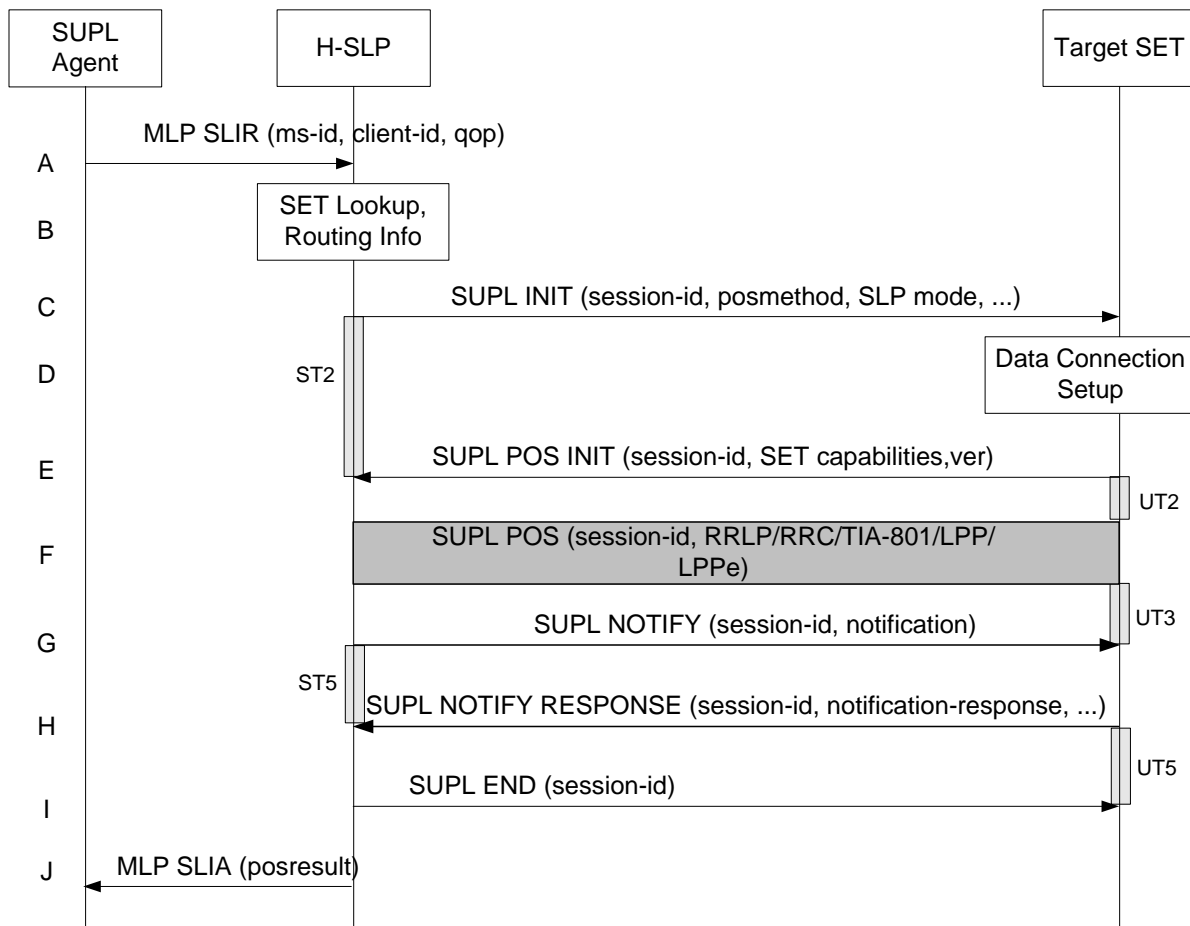 SUPL
Agent
H-SLP
Target SET
MLP SLIR (ms-id, client-id, qop)
A
SET Lookup,
Routing Info
B
SUPL INIT (session-id, posmethod, SLP mode, ...)
C
Data Connection
Setup
D
ST2
SUPL POS INIT (session-id, SET capabilities,ver)
E
UT2
SUPL POS (session-id, RRLP/RRC/TIA-801/LPP/
LPPe)
F
UT3
SUPL NOTIFY (session-id, notification)
G
ST5
SUPL NOTIFY RESPONSE (session-id, notification-response, ...)
H
UT5
SUPL END (session-id)
I
MLP SLIA (posresult)
J